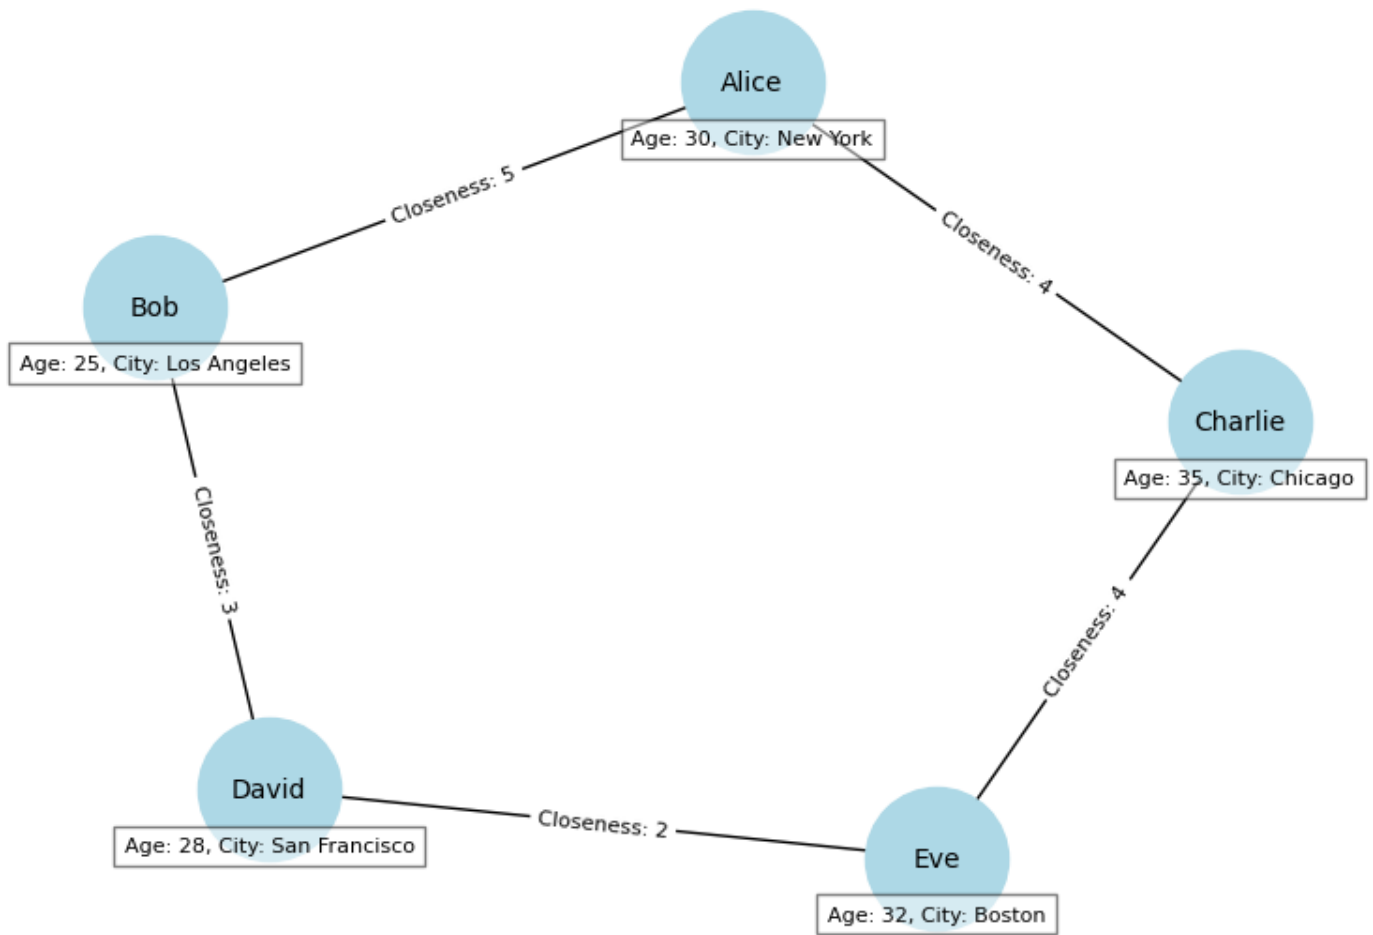 Alice
Age: 30, City: New York
Closeness: 5
Closeness: 4
Bob
Age: 25, City: Los Angeles
Charlie
Age: 35, City: Chicago
Closeness: 3
Closeness: 4
David
Age: 28, City: San Francisco
Closeness: 2
Eve
Age: 32, City: Boston